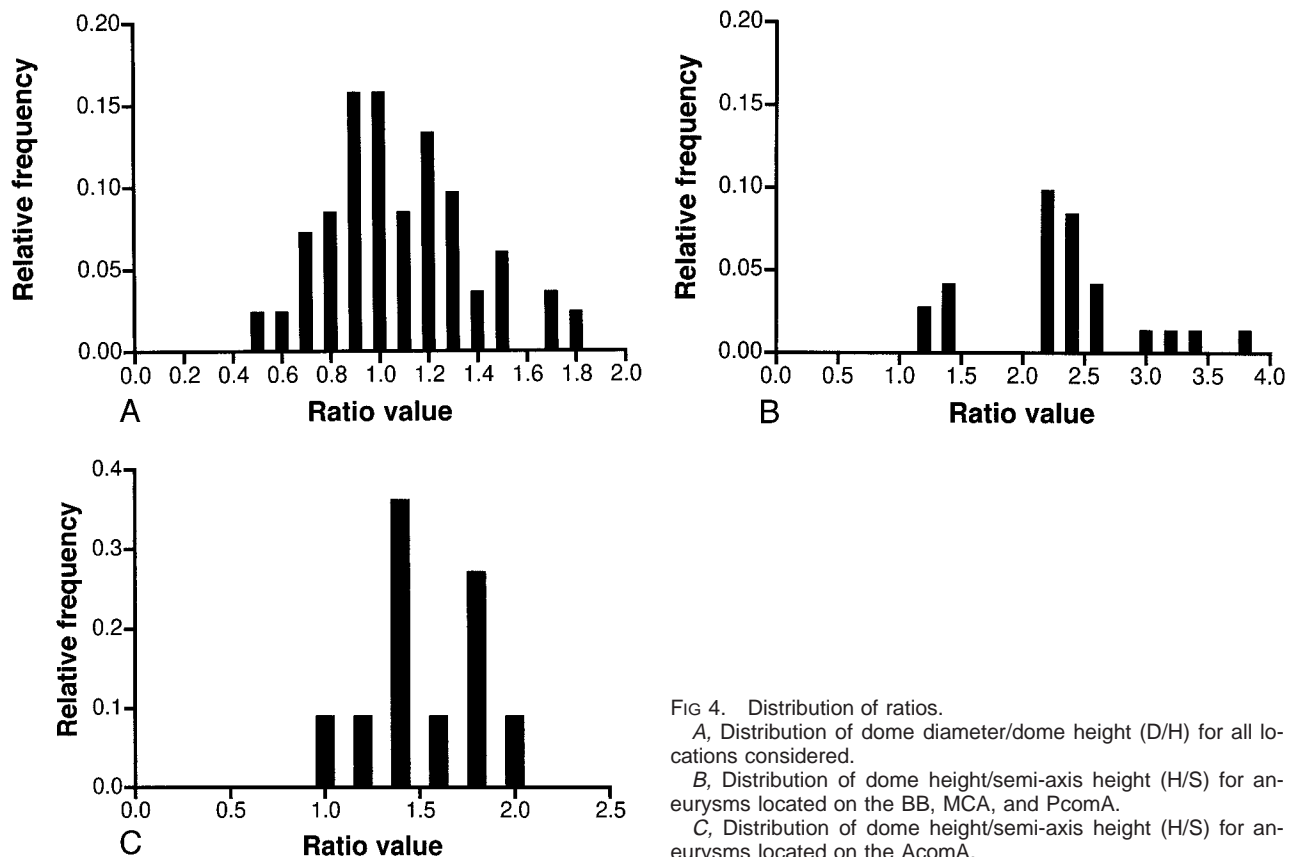 0.20
0.15
0.10
0.05
0.00
Relative frequency
0.0 0.2 0.4 0.6 0.8 1.0 1.2 1.4 1.6 1.8 2.0
Ratio value
A
0.20
0.15
0.10
0.05
0.00
Relative frequency
0.0 0.5 1.0 1.5 2.0 2.5 3.0 3.5 4.0
Ratio value
B
0.4
0.3
0.2
0.1
0.0
Relative frequency
0.0 0.5 1.0 1.5 2.0 2.5
Ratio value
C
FIG 4. Distribution of ratios.
A, Distribution of dome diameter/dome height (D/H) for all lo-
cations considered.
B, Distribution of dome height/semi-axis height (H/S) for an-
eurysms located on the BB, MCA, and PcomA.
C, Distribution of dome height/semi-axis height (H/S) for an-
eurysms located on the AcomA.